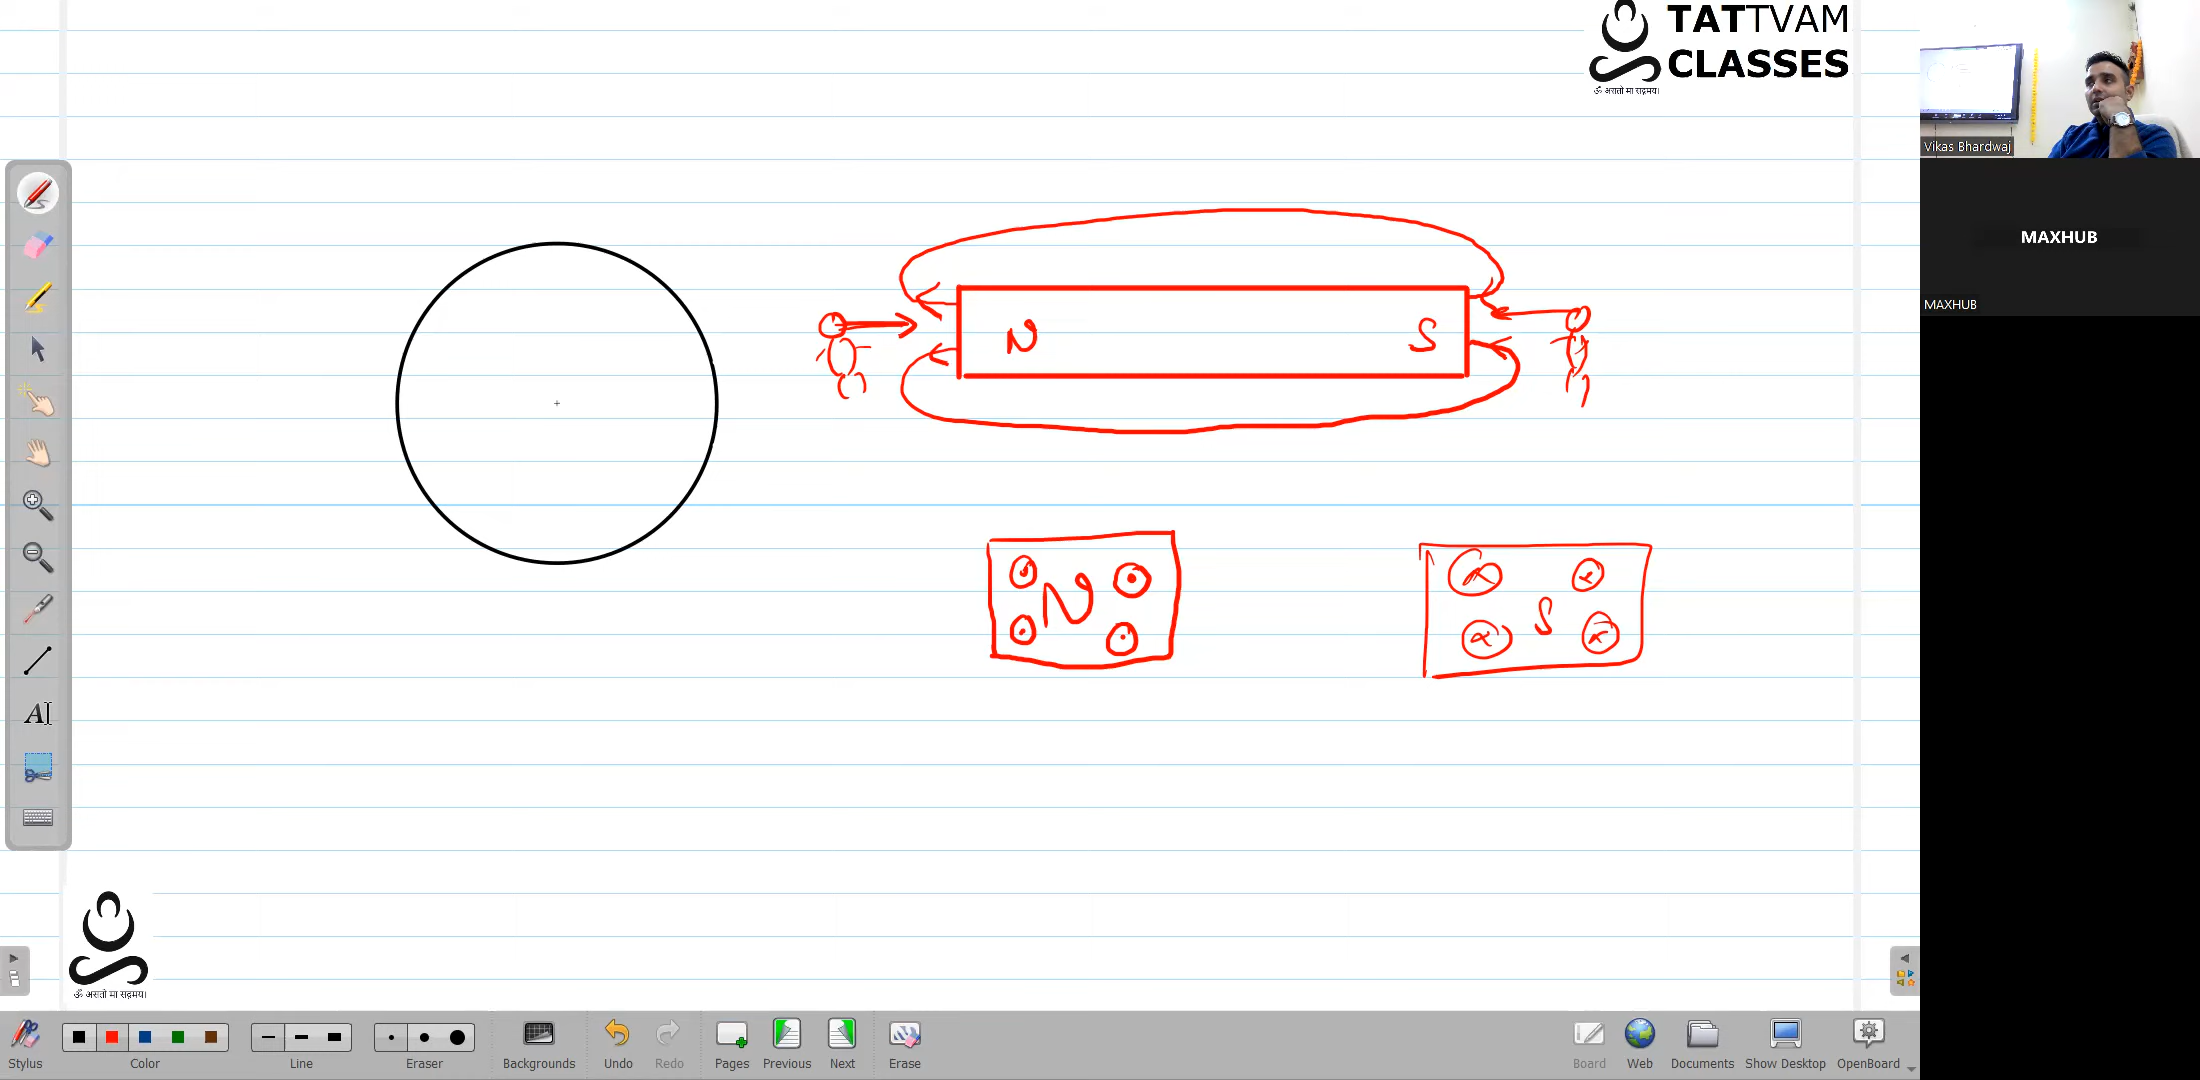 TATTVAM
CLASSES
ॐ असतो मा सद्गमय।
Vikas Bhardwaj
MAXHUB
MAXHUB
N
S
N
S
ॐ असतो मा सद्गमय।
Stylus
Color
Line
Eraser
Backgrounds
Undo
Redo
Pages
Previous
Next
Erase
Board
Web
Documents
Show Desktop
OpenBoard